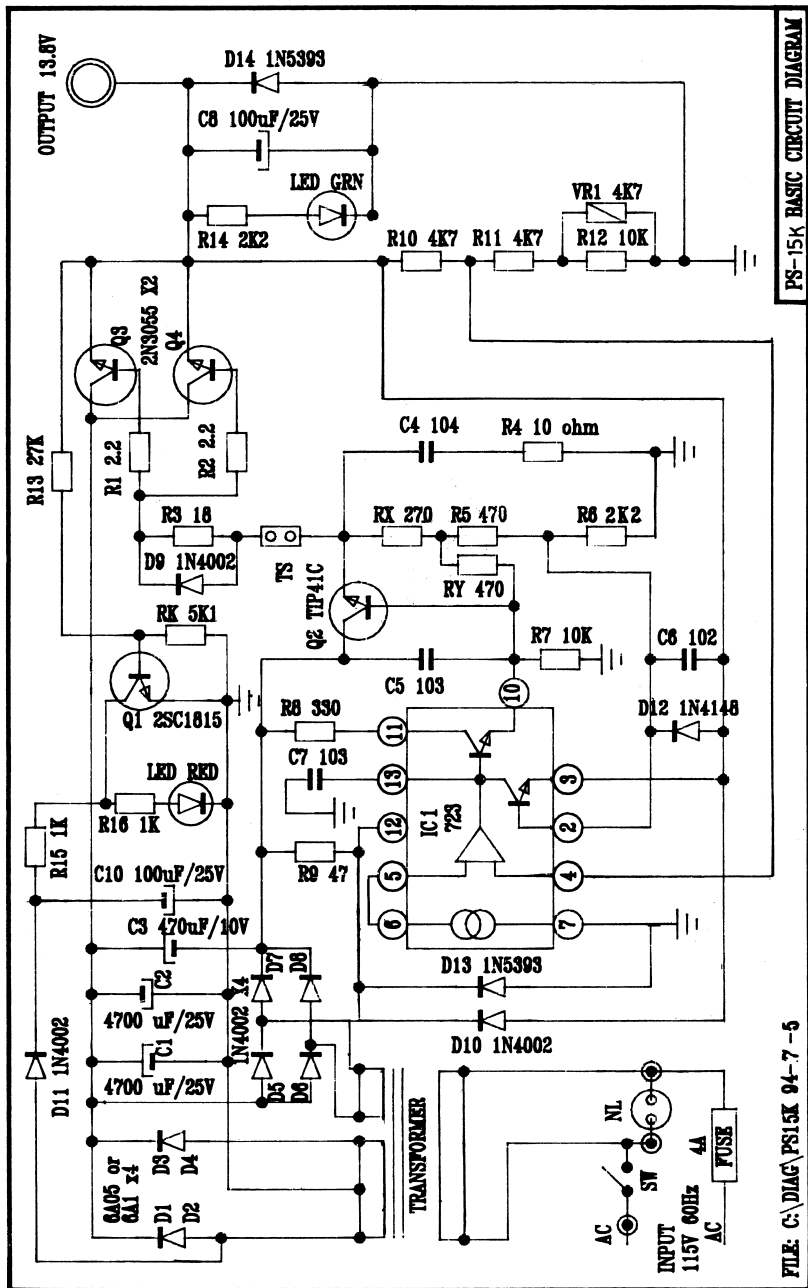 OUTPUT 13.8V
D14 1N5393
C8 100uF/25V
LED GRN
R14 2K2
R10 4K7
R11 4K7
VR1 4K7
R12 10K
PS-15K BASIC CIRCUIT DIAGRAM
R13 27K
Q3
2N3055 X2
Q4
R1 2.2
R2 2.2
R3 18
D9 1N4002
TS
C4 104
R4 10 ohm
RX 270
R5 470
R6 2K2
RY 470
Q2 TIP41C
RK 5K1
Q1 2SC1815
C5 103
R7 10K
C6 102
D12 1N4148
10
R8 330
11
C7 103
13
3
12
IC1
723
2
R9 47
5
4
6
7
LED RED
R16 1K
R15 1K
C10 100uF/25V
C3 470uF/10V
C2
4700 uF/25V
C1
4700 uF/25V
D7
D8
X4
1N4002
D5
D6
D13 1N5393
D10 1N4002
D11 1N4002
D3
D4
6A05 or
6A1 x4
D1
D2
TRANSFORMER
NL
SW
4A
FUSE
AC
INPUT
115V 60Hz
AC
FILE: C:\DIAG\PS15K 94-7-5